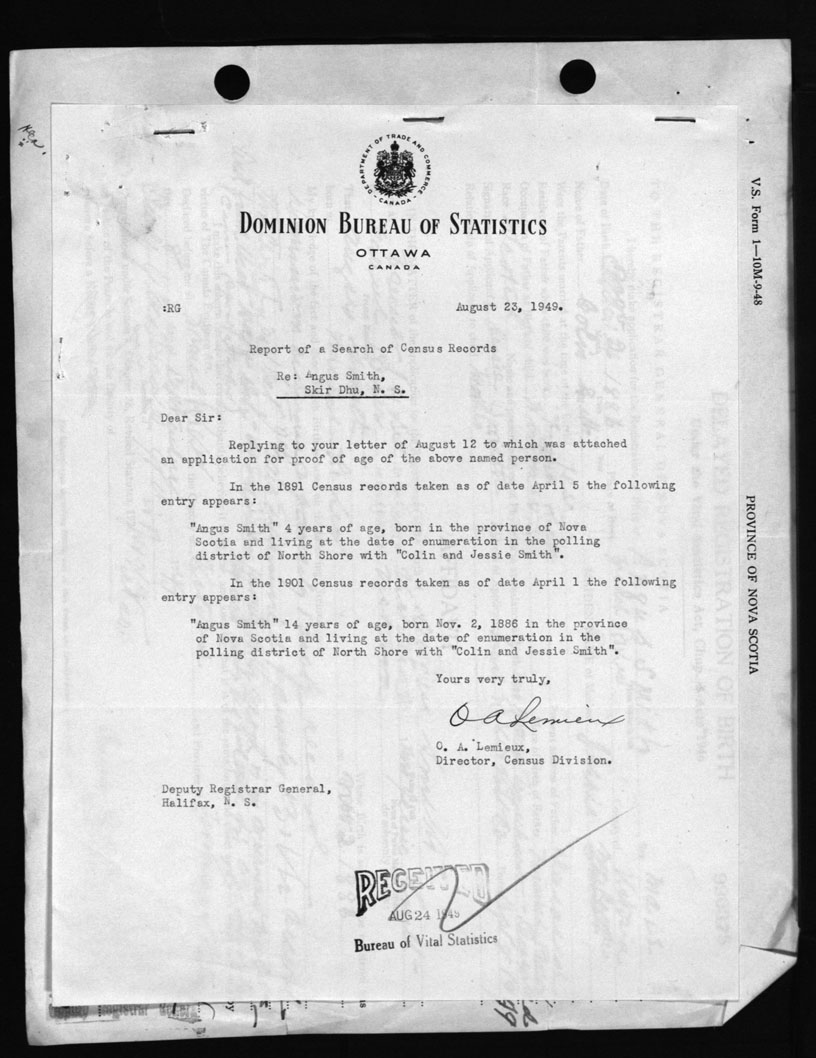 DEPARTMENT OF TRADE AND COMMERCE
CANADA
DOMINION BUREAU OF STATISTICS
OTTAWA
CANADA
:RG
August 23, 1949.
Report of a Search of Census Records
Re: Angus Smith,
Skir Dhu, N. S.
Dear Sir:
Replying to your letter of August 12 to which was attached
an application for proof of age of the above named person.
In the 1891 Census records taken as of date April 5 the following
entry appears:
"Angus Smith" 4 years of age, born in the province of Nova
Scotia and living at the date of enumeration in the polling
district of North Shore with "Colin and Jessie Smith".
In the 1901 Census records taken as of date April 1 the following
entry appears:
"Angus Smith" 14 years of age, born Nov. 2, 1886 in the province
of Nova Scotia and living at the date of enumeration in the
polling district of North Shore with "Colin and Jessie Smith".
Yours very truly,
O A Lemieux
O. A. Lemieux,
Director, Census Division.
Deputy Registrar General,
Halifax, N. S.
RECEIVED
AUG 24 1949
Bureau of Vital Statistics
V.S. Form 1—10M-9-48
PROVINCE OF NOVA SCOTIA
Deputy Registrar General